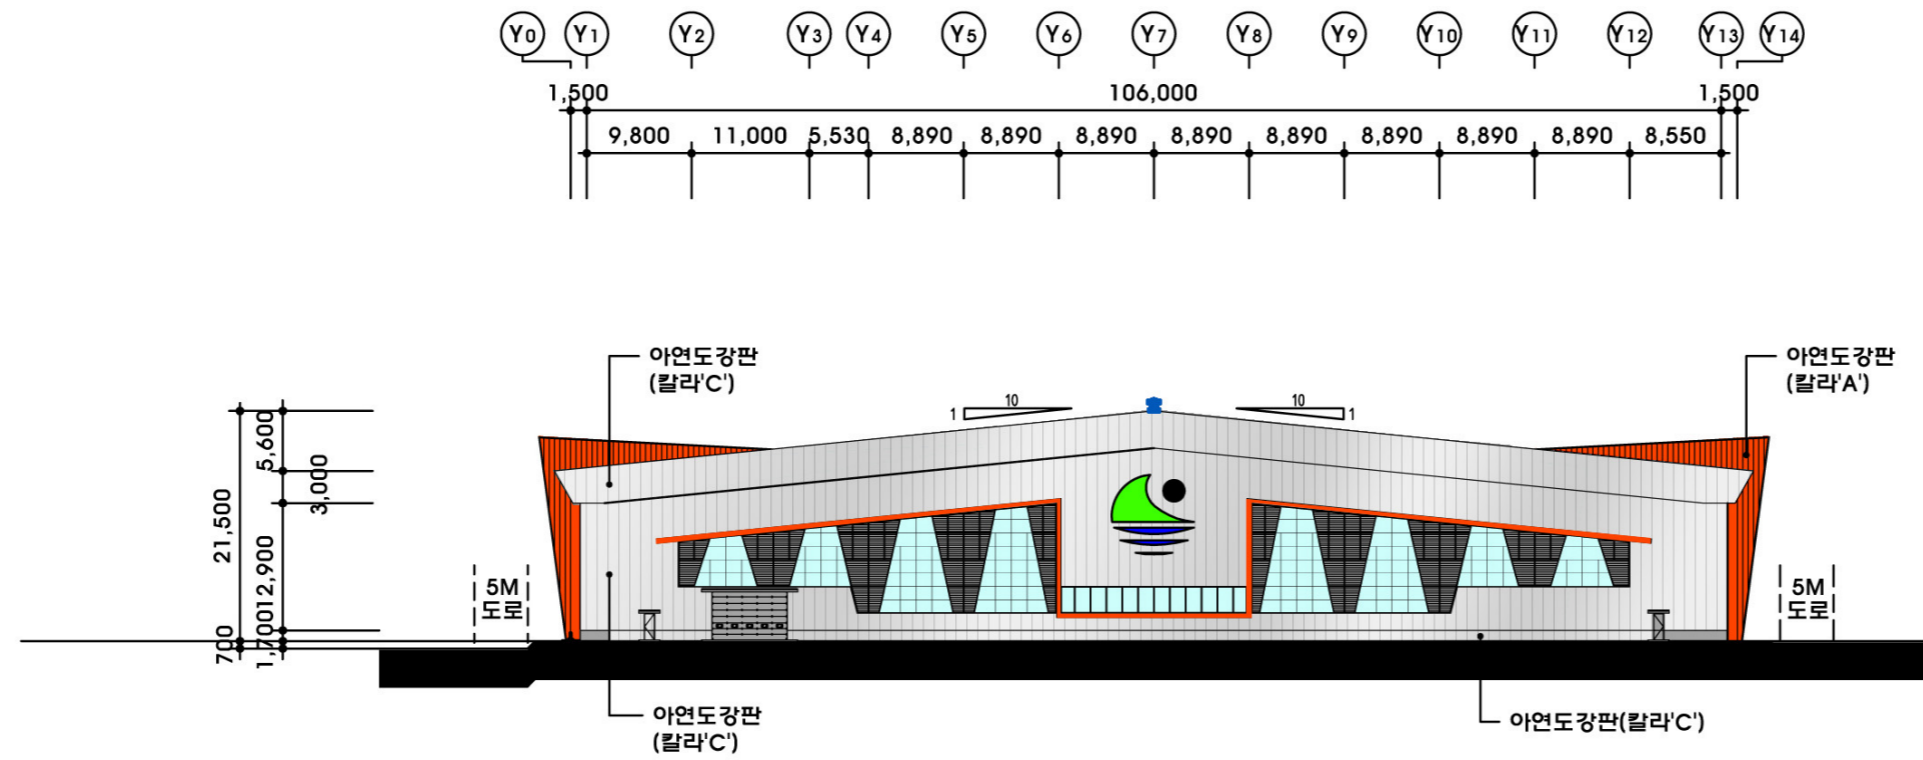 Y0 Y1 Y2 Y3 Y4 Y5 Y6 Y7 Y8 Y9 Y10 Y11 Y12 Y13 Y14
1,500 106,000 1,500
9,800 11,000 5,530 8,890 8,890 8,890 8,890 8,890 8,890 8,890 8,890 8,550
아연도강판
(칼라'C')
아연도강판
(칼라'A')
1 10
10 1
5,600
3,000
21,500
12,900
700
1,700
5M
도로
5M
도로
아연도강판
(칼라'C')
아연도강판(칼라'C')